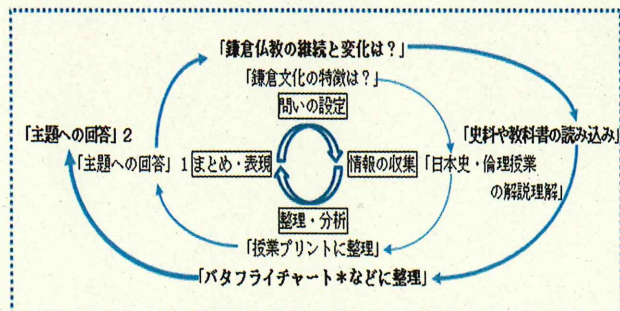 「鎌倉仏教の継続と変化は？」
「鎌倉文化の特徴は？」
問いの設定
「主題への回答」2
「史料や教科書の読み込み」
「主題への回答」1
まとめ・表現
情報の収集
「日本史・倫理授業
の解説理解」
整理・分析
「授業プリントに整理」
「バタフライチャート＊などに整理」